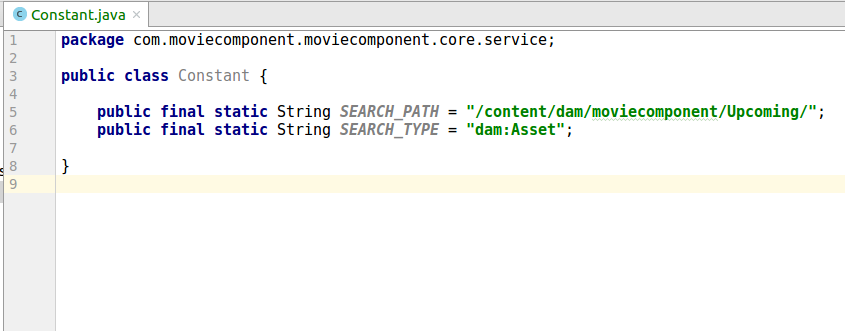 Constant.java
1 package com.moviecomponent.moviecomponent.core.service;
2
3 public class Constant {
4
5     public final static String SEARCH_PATH = "/content/dam/moviecomponent/Upcoming/";
6     public final static String SEARCH_TYPE = "dam:Asset";
7
8 }
9